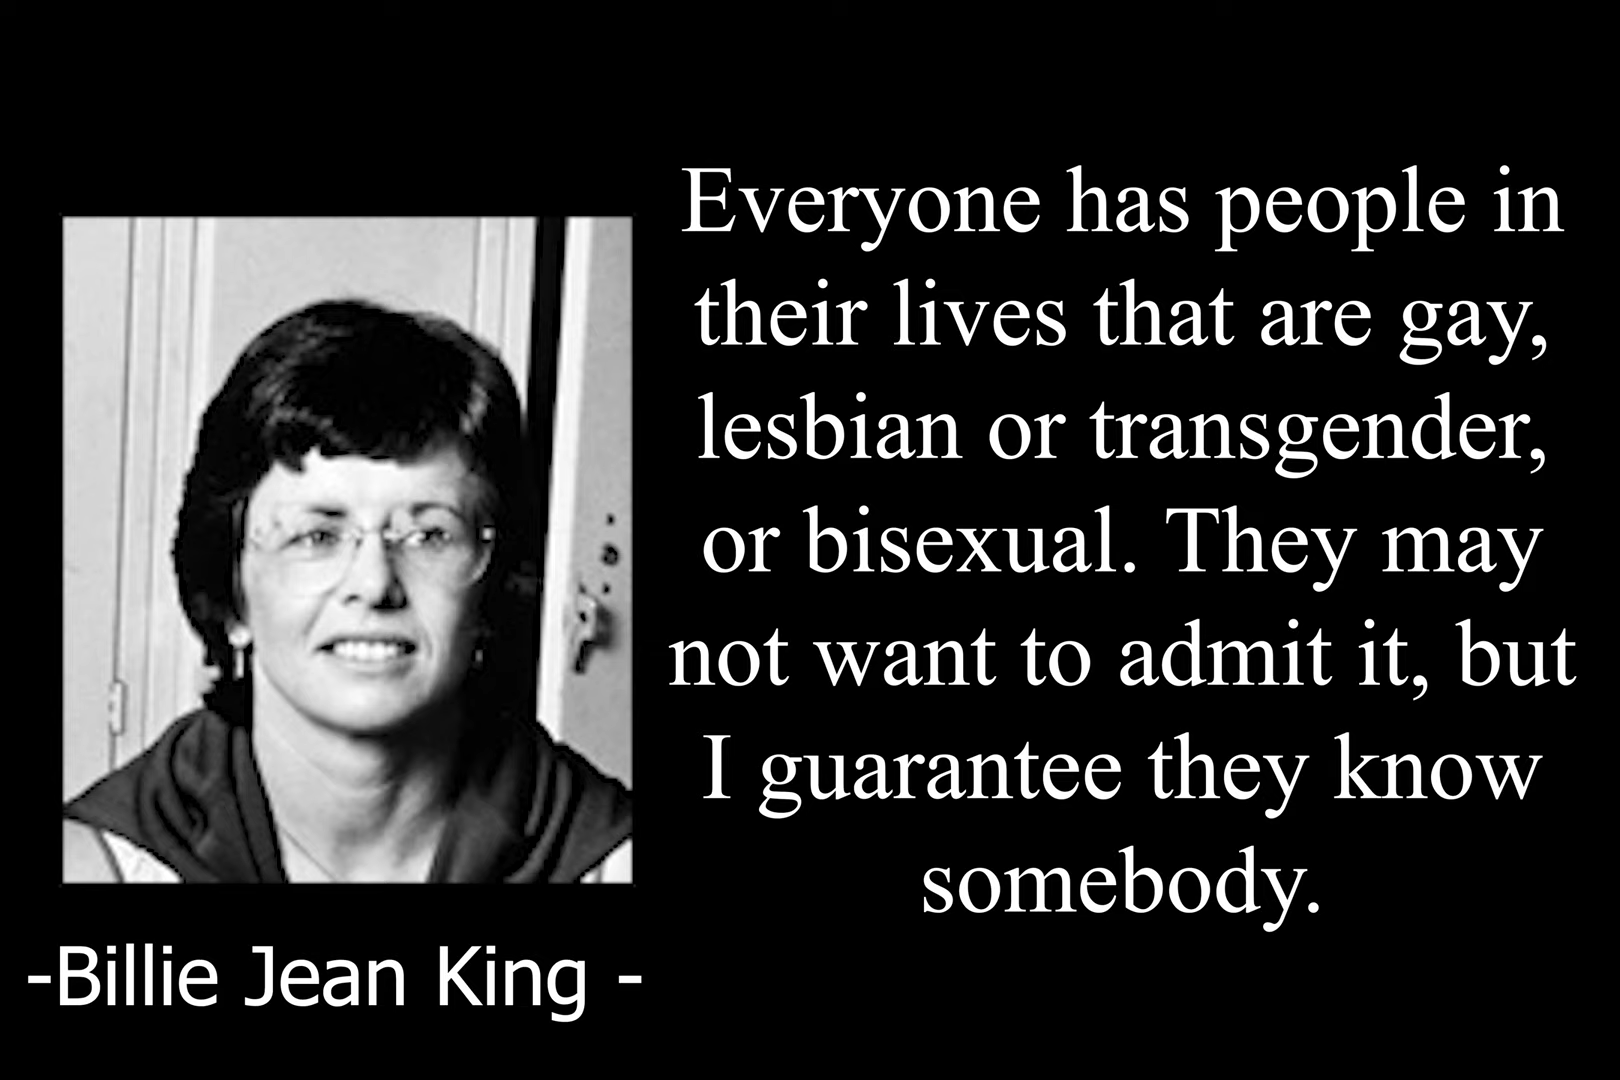 Everyone has people in
their lives that are gay,
lesbian or transgender,
or bisexual. They may
not want to admit it, but
I guarantee they know
somebody.
-Billie Jean King -